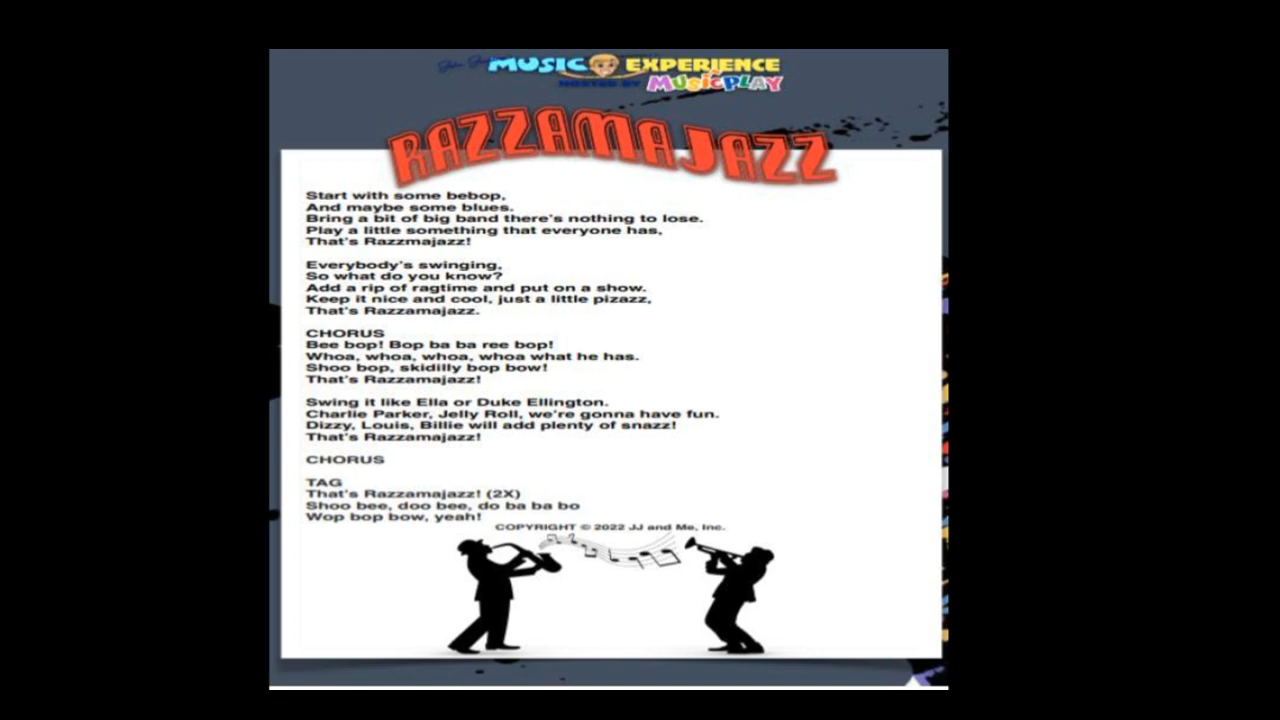 MUSIC EXPERIENCE
HOSTED BY MusicPLAY
RAZZAMAJAZZ
Start with some bebop,
And maybe some blues.
Bring a bit of big band there's nothing to lose.
Play a little something that everyone has,
That's Razzmajazz!
Everybody's swinging,
So what do you know?
Add a rip of ragtime and put on a show.
Keep it nice and cool, just a little pizazz,
That's Razzamajazz.
CHORUS
Bee bop! Bop ba ba ree bop!
Whoa, whoa, whoa, whoa what he has.
Shoo bop, skidilly bop bow!
That's Razzamajazz!
Swing it like Ella or Duke Ellington.
Charlie Parker, Jelly Roll, we're gonna have fun.
Dizzy, Louis, Billie will add plenty of snazz!
That's Razzamajazz!
CHORUS
TAG
That's Razzamajazz! (2X)
Shoo bee, doo bee, do ba ba bo
Wop bop bow, yeah!
COPYRIGHT © 2022 JJ and Me, Inc.